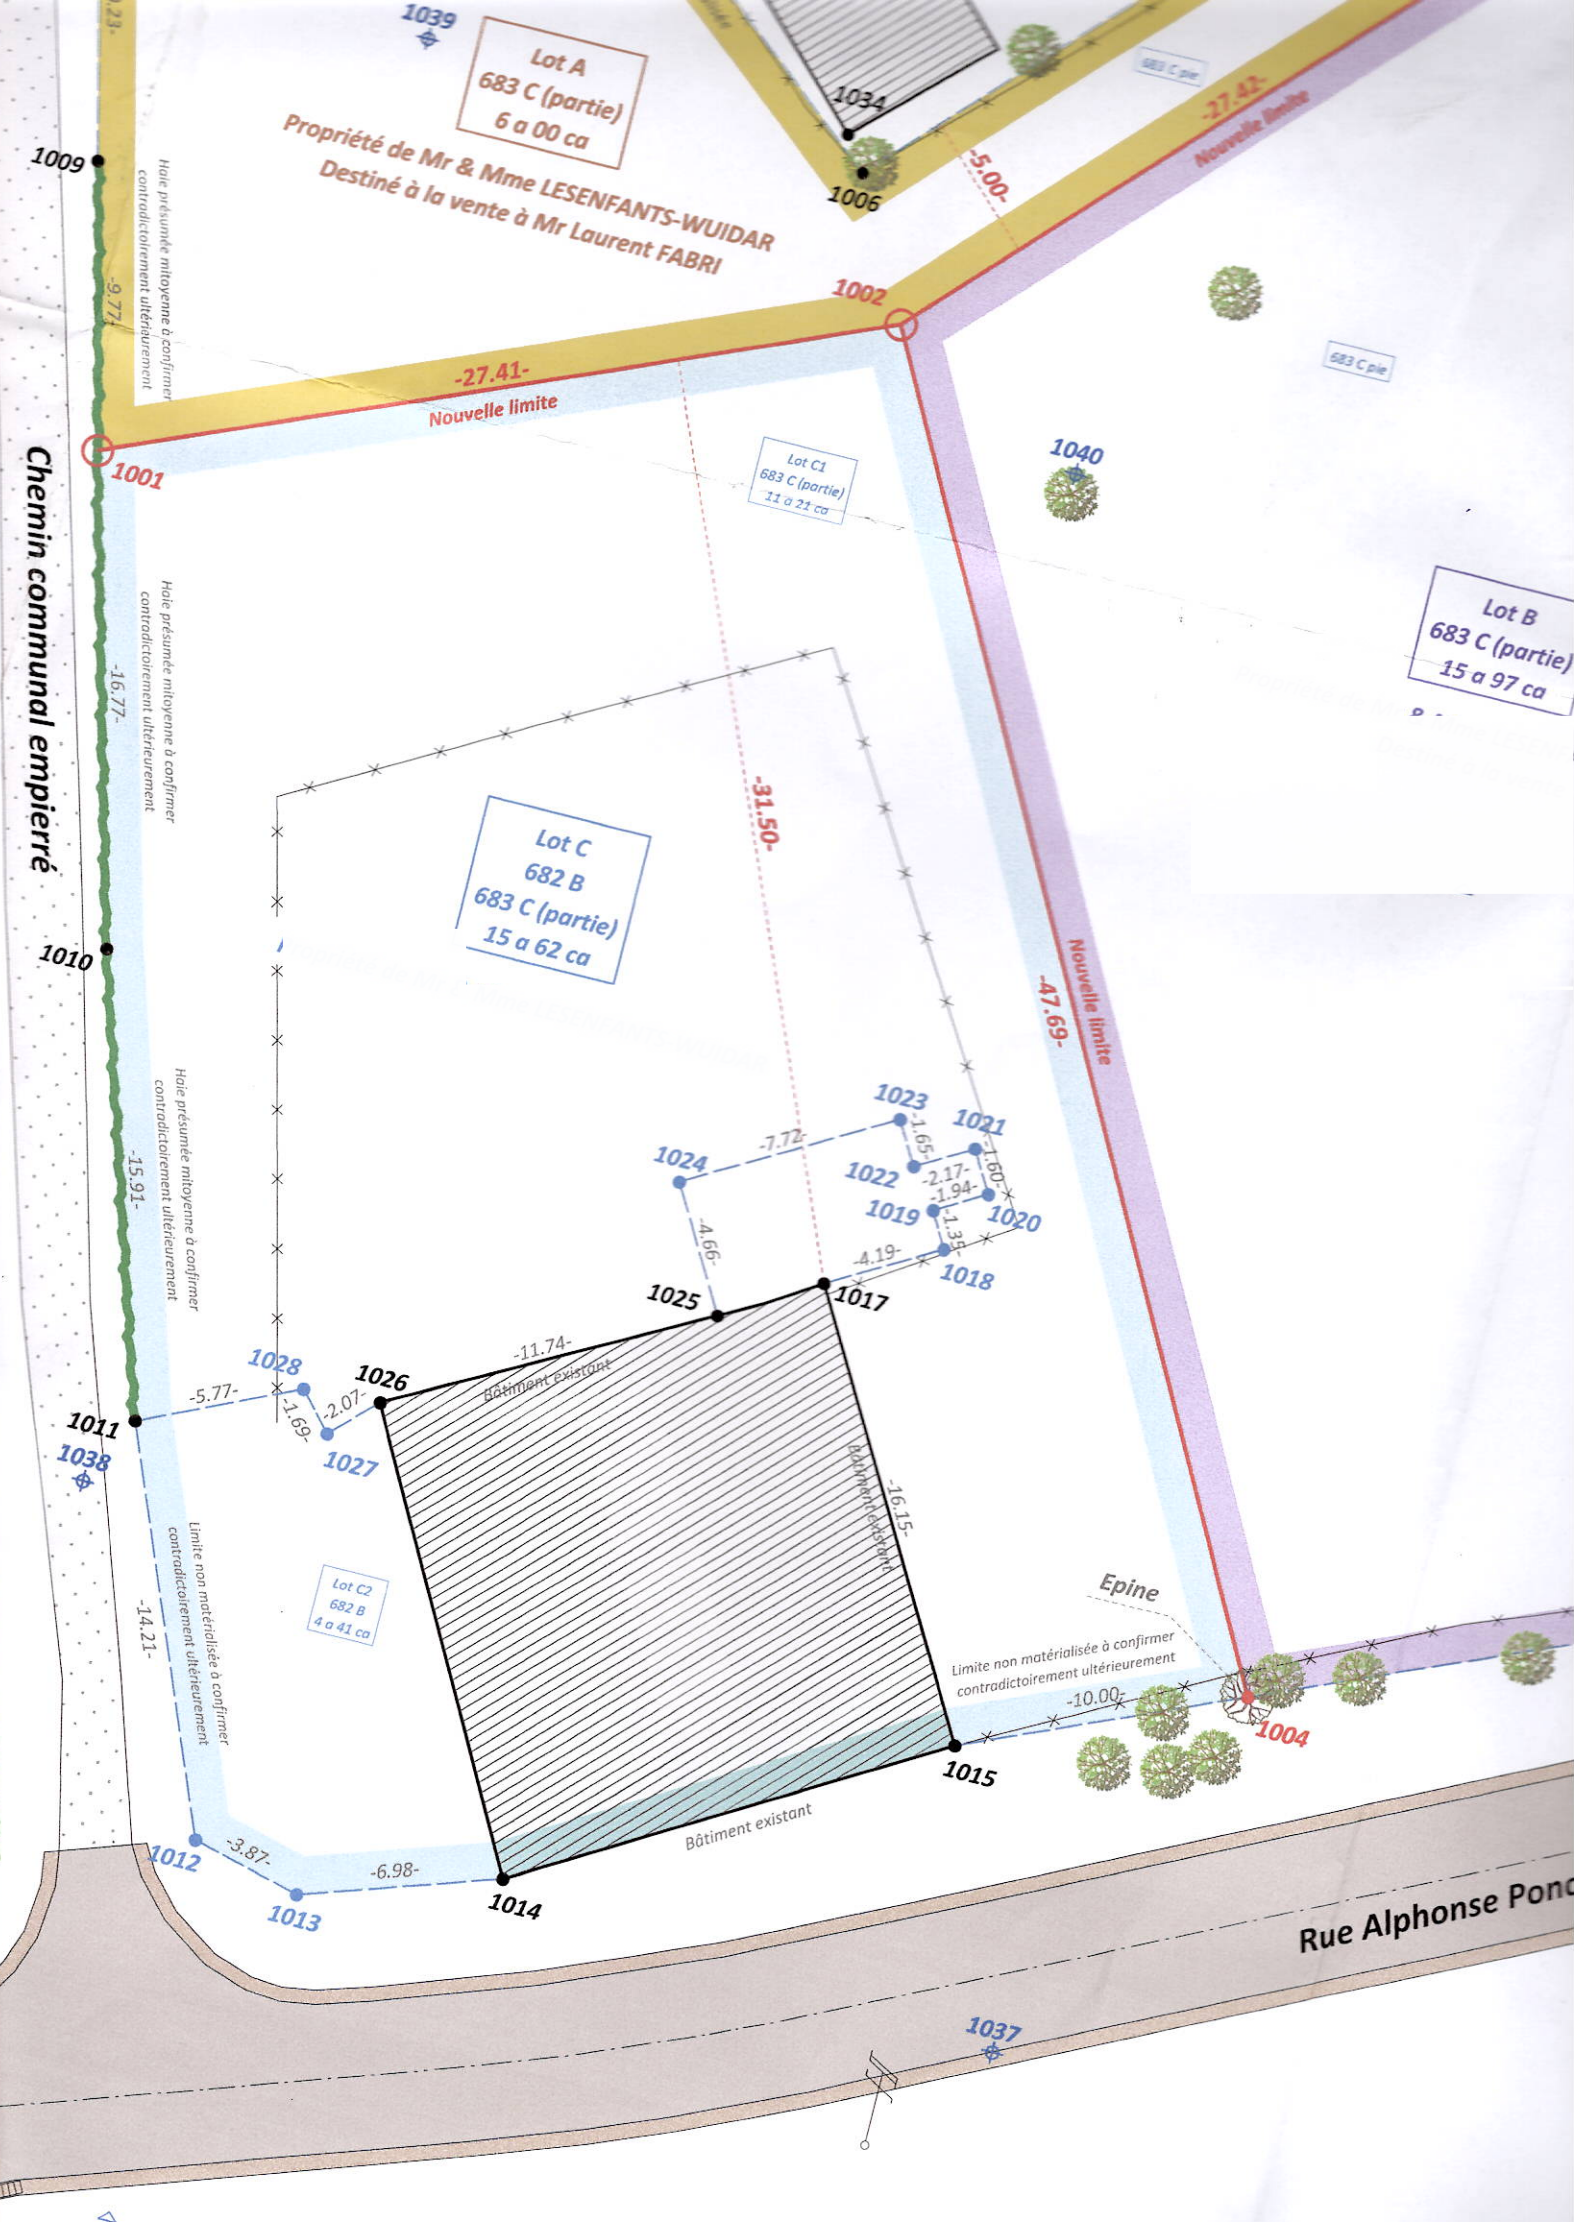 1039
Lot A
683 C (partie)
6 a 00 ca
Propriété de Mr & Mme LESENFANTS-WUIDAR
Destiné à la vente à Mr Laurent FABRI
1034
1006
683 C pie
-5.00-
-27.42-
Nouvelle limite
1009
-9.77-
Haie présumée mitoyenne à confirmer
contradictoirement ultérieurement
1002
-27.41-
Nouvelle limite
1001
683 C pie
1040
Lot C1
683 C (partie)
11 a 21 ca
Chemin communal empierré
-16.77-
Haie présumée mitoyenne à confirmer
contradictoirement ultérieurement
Lot B
683 C (partie)
15 a 97 ca
-31.50-
Lot C
682 B
683 C (partie)
15 a 62 ca
1010
-47.69-
Nouvelle limite
-15.91-
Haie présumée mitoyenne à confirmer
contradictoirement ultérieurement
1023
1021
-7.72-
-1.65-
1024
1022
-2.17-
-1.60-
-1.94-
1019
1020
-1.35-
-4.66-
-4.19-
1018
1025
1017
-11.74-
Bâtiment existant
1028
1026
-5.77-
-1.69-
-2.07-
1027
1011
1038
Bâtiment existant
-16.15-
Lot C2
682 B
4 a 41 ca
-14.21-
Limite non matérialisée à confirmer
contradictoirement ultérieurement
Epine
Limite non matérialisée à confirmer
contradictoirement ultérieurement
-10.00-
1004
1015
Bâtiment existant
1012
-3.87-
-6.98-
1013
1014
Rue Alphonse
1037